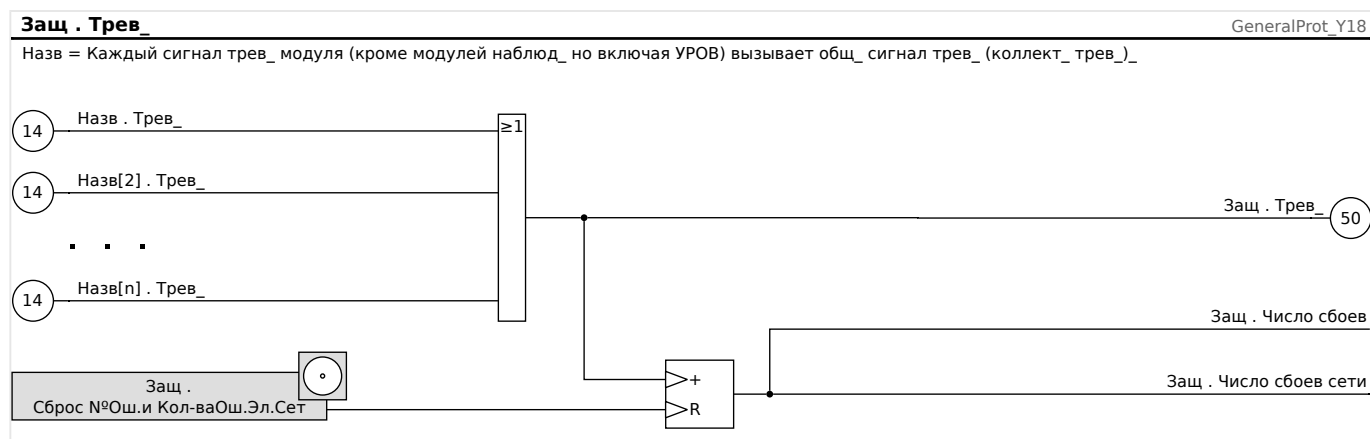 Защ . Трев_
GeneralProt_Y18
Назв = Каждый сигнал трев_ модуля (кроме модулей наблюд_ но включая УРОВ) вызывает общ_ сигнал трев_ (коллект_ трев_)_
14
Назв . Трев_
≥1
14
Назв[2] . Трев_
Защ . Трев_
50
14
Назв[n] . Трев_
Защ . Число сбоев
Защ .
Сброс №Ош.и Кол-ваОш.Эл.Сет
+
R
Защ . Число сбоев сети